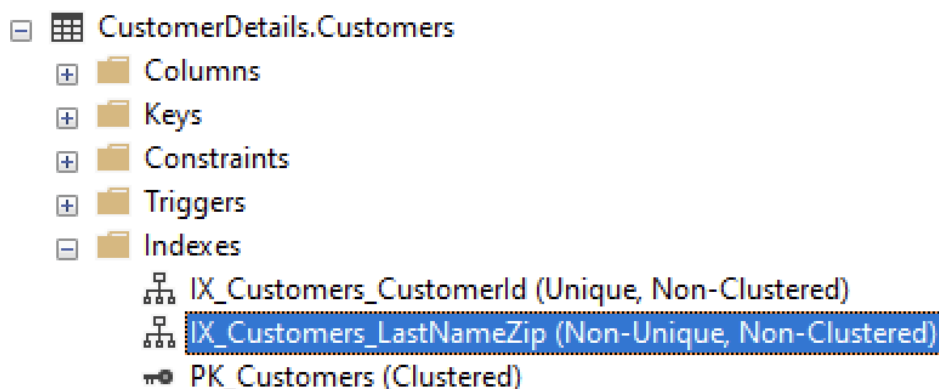 CustomerDetails.Customers
Columns
Keys
Constraints
Triggers
Indexes
IX_Customers_CustomerId (Unique, Non-Clustered)
IX_Customers_LastNameZip (Non-Unique, Non-Clustered)
PK_Customers (Clustered)